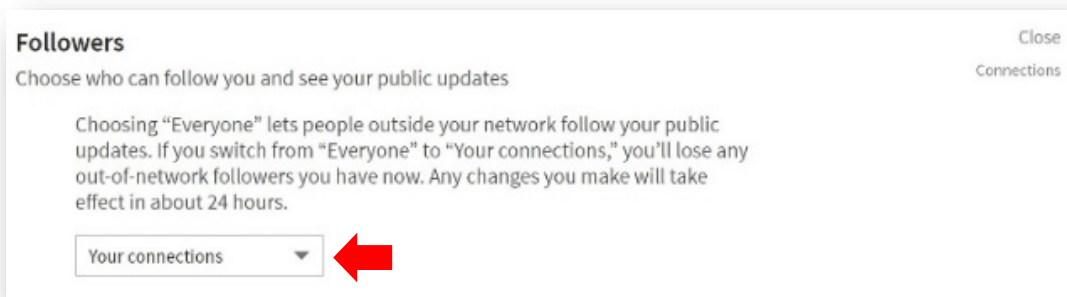 Followers
Close
Choose who can follow you and see your public updates
Connections
Choosing “Everyone” lets people outside your network follow your public
updates. If you switch from “Everyone” to “Your connections,” you’ll lose any
out-of-network followers you have now. Any changes you make will take
effect in about 24 hours.
Your connections